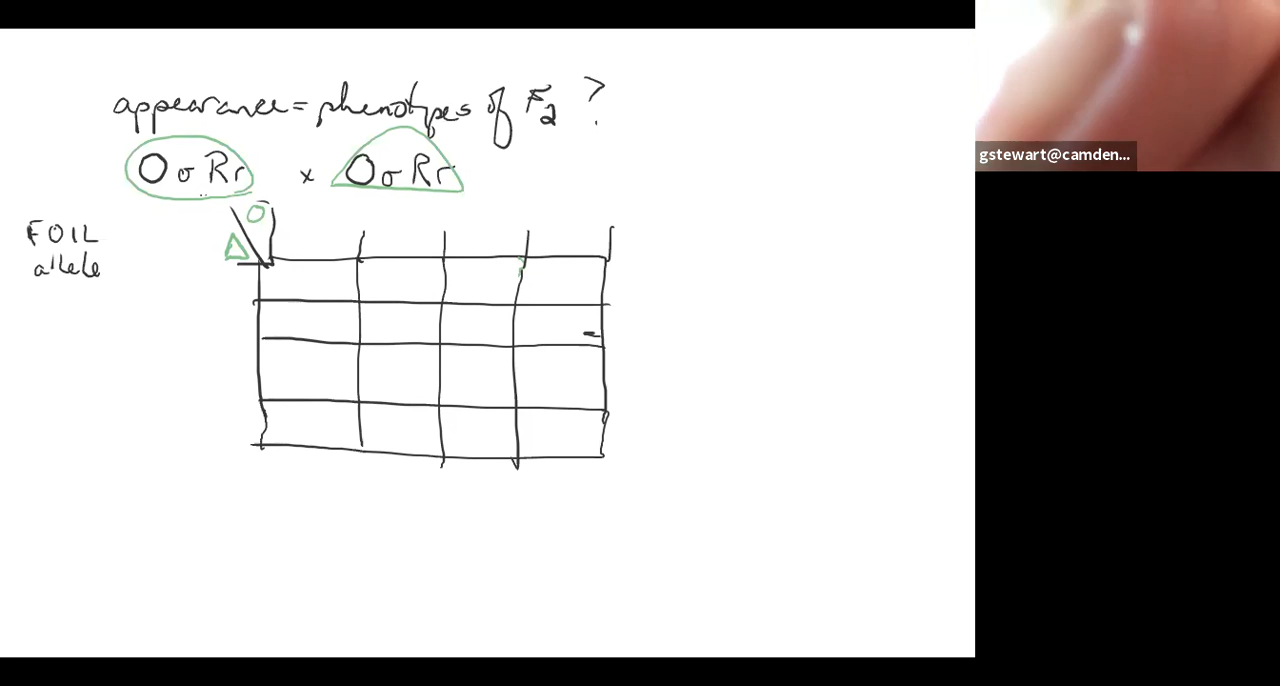 appearance = phenotypes of F2 ?
Oo Rr × Oo Rr
FOIL
allele
O
Δ
gstewart@camden...